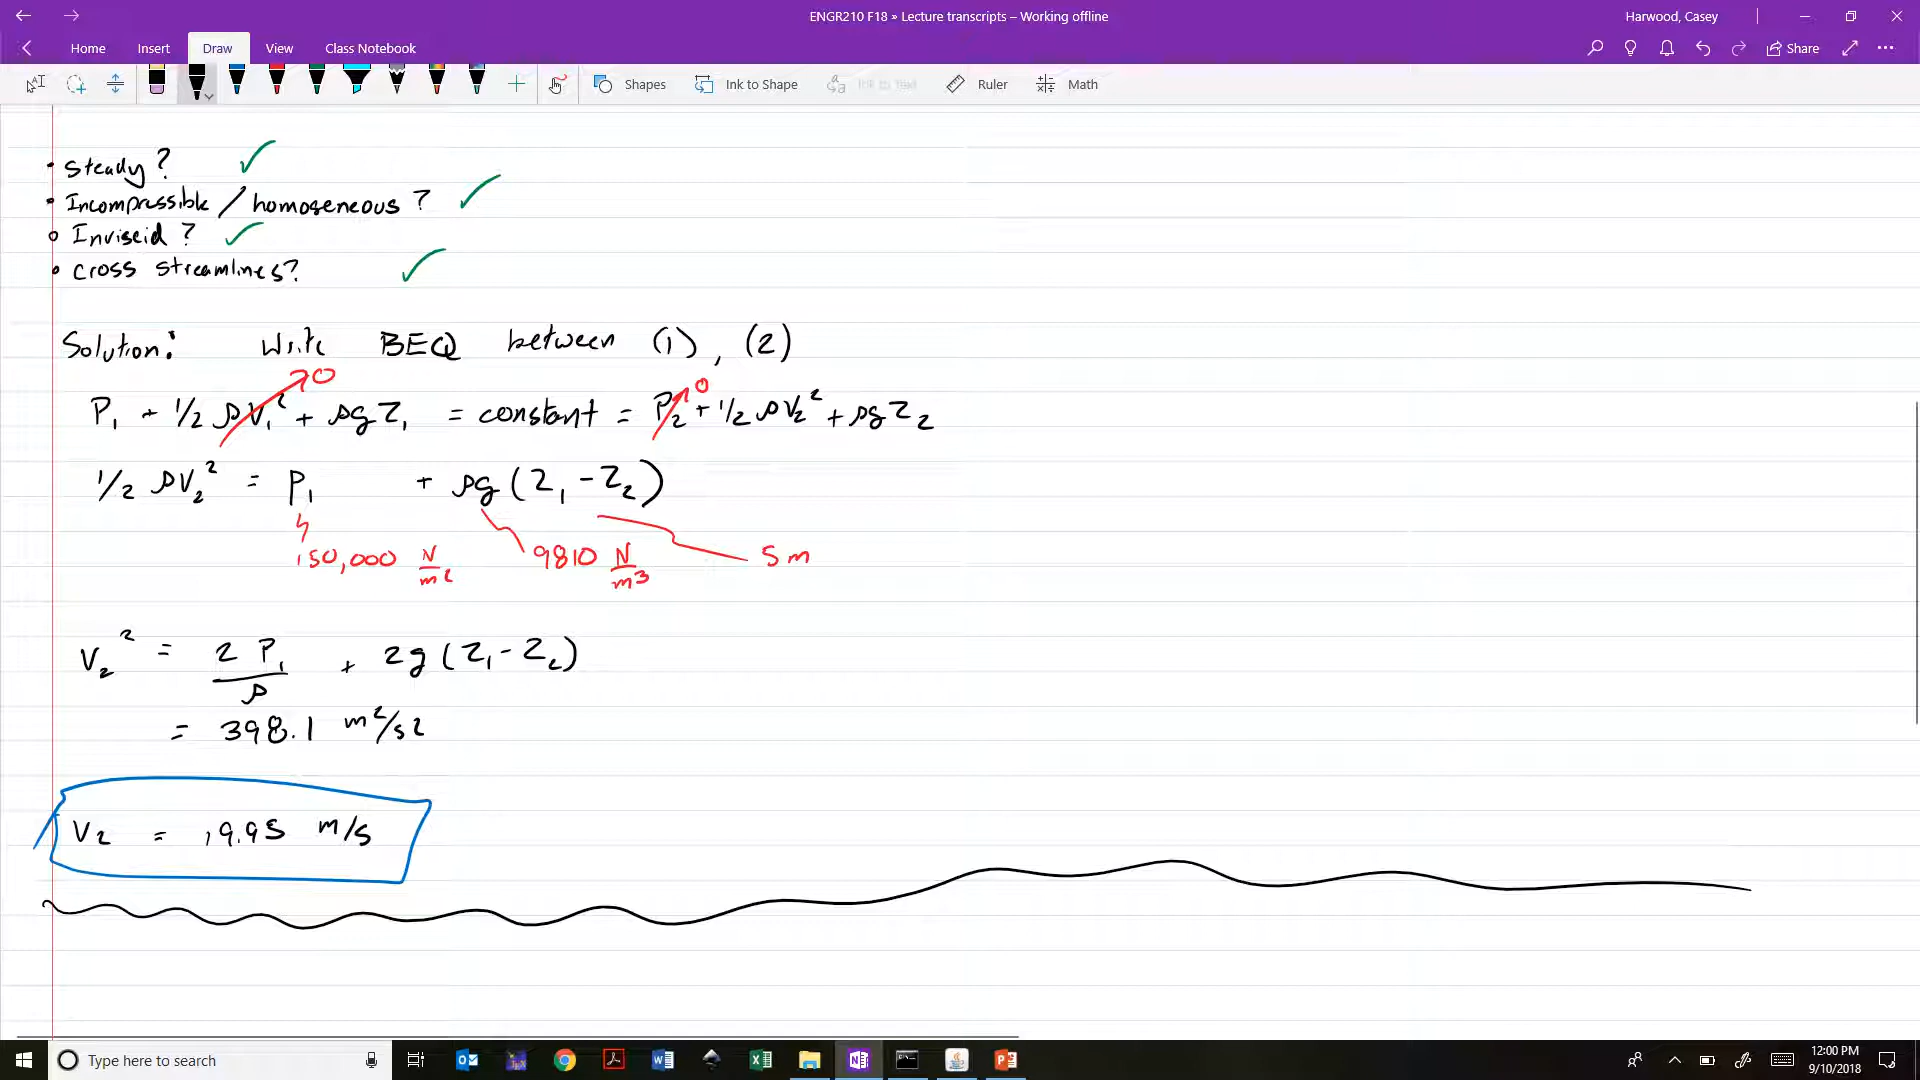 ENGR210 F18 » Lecture transcripts – Working offline
Harwood, Casey
Home Insert Draw View Class Notebook
Share
Shapes Ink to Shape Ink to Text Ruler Math
• Steady ?
• Incompressible / homogeneous ?
• Inviscid ?
• Cross streamlines?
Solution: Write BEQ between (1), (2)
0 0
P₁ + 1/2 ρV₁² + ρgZ₁ = constant = P₂ + 1/2 ρV₂² + ρgZ₂
1/2 ρV₂² = P₁ + ρg(Z₁ - Z₂)
150,000 N/m² 9810 N/m³ 5 m
V₂² = 2 P₁/ρ + 2g(Z₁ - Z₂)
= 398.1 m²/s²
V₂ = 19.95 m/s
Type here to search
12:00 PM
9/10/2018